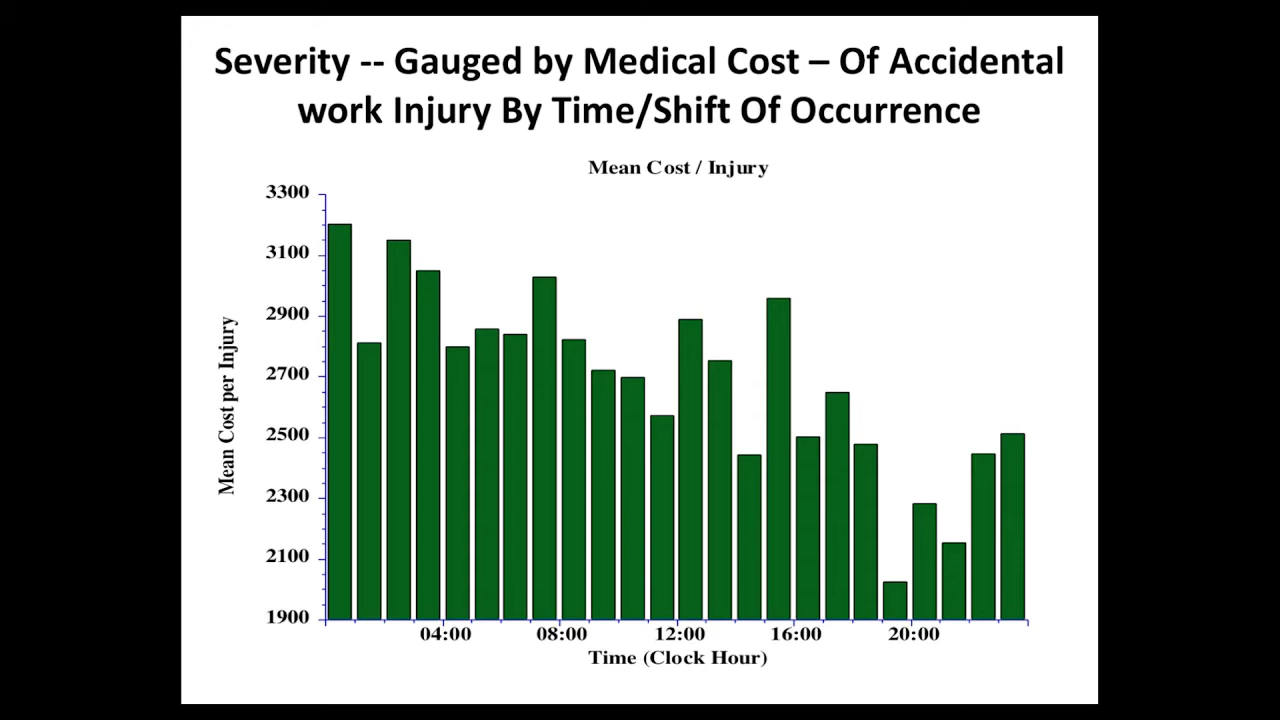 Severity -- Gauged by Medical Cost – Of Accidental
work Injury By Time/Shift Of Occurrence
Mean Cost / Injury
3300
3100
2900
2700
2500
2300
2100
1900
Mean Cost per Injury
04:00 08:00 12:00 16:00 20:00
Time (Clock Hour)